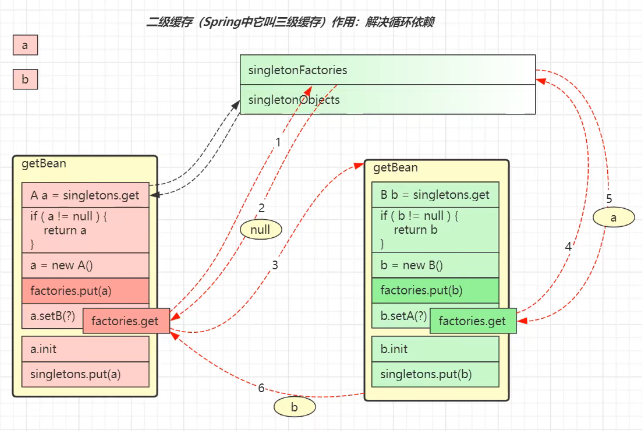 二级缓存（Spring中它叫三级缓存）作用：解决循环依赖
a
b
singletonFactories
singletonObjects
getBean
A a = singletons.get
if ( a != null ) {
return a
}
a = new A()
factories.put(a)
a.setB(?)
factories.get
a.init
singletons.put(a)
1
2
null
3
getBean
B b = singletons.get
if ( b != null ) {
return b
}
b = new B()
factories.put(b)
b.setA(?)
factories.get
b.init
singletons.put(b)
4
5
a
6
b